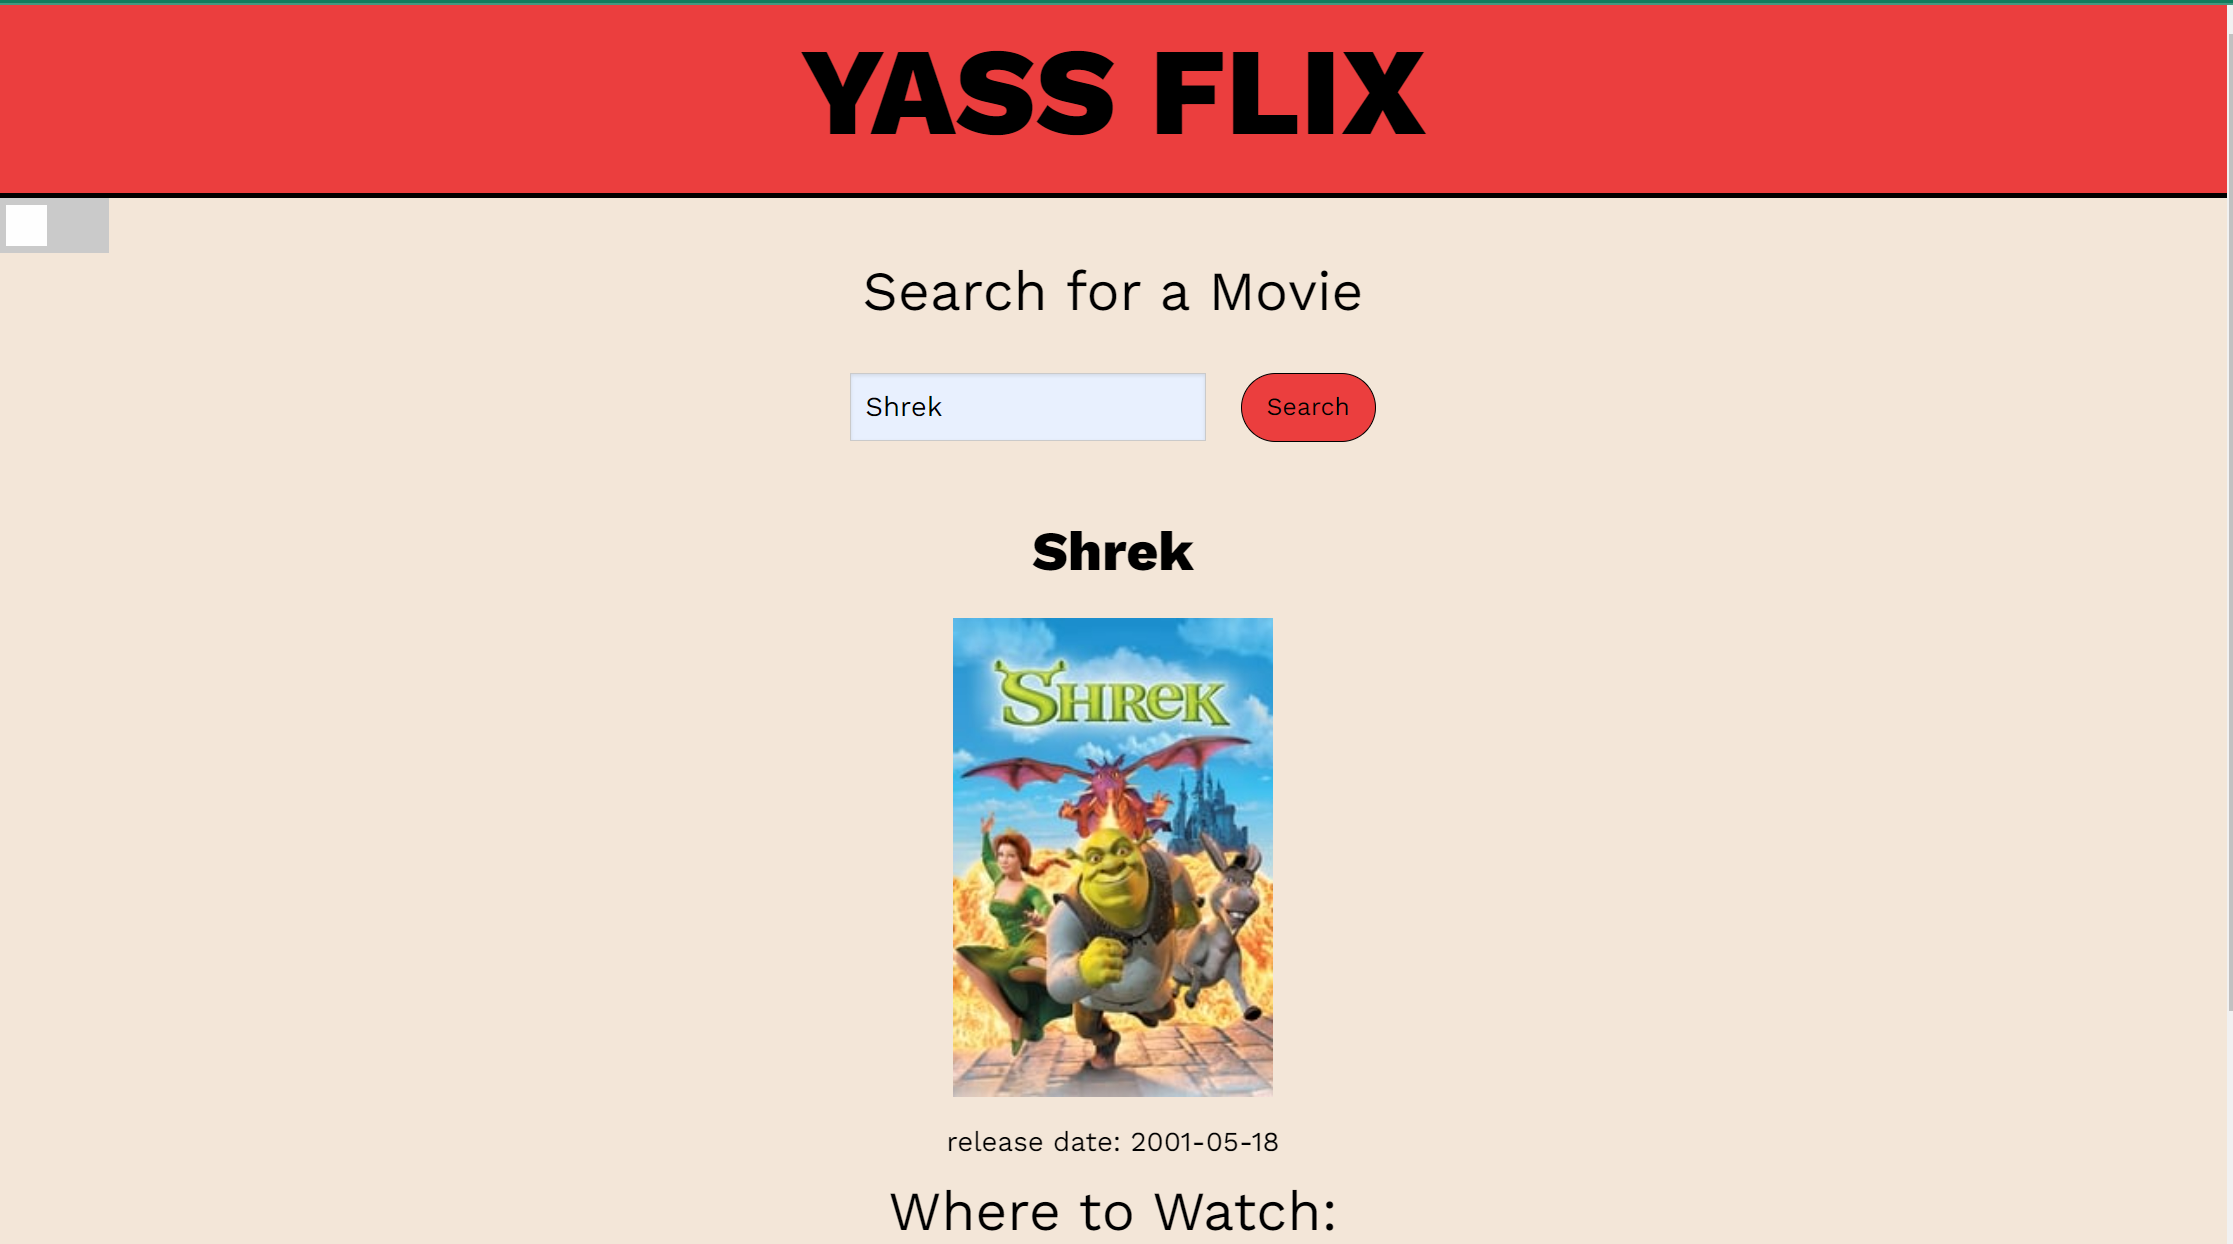 YASS FLIX
Search for a Movie
Shrek
Search
Shrek
SHREK
release date: 2001-05-18
Where to Watch: